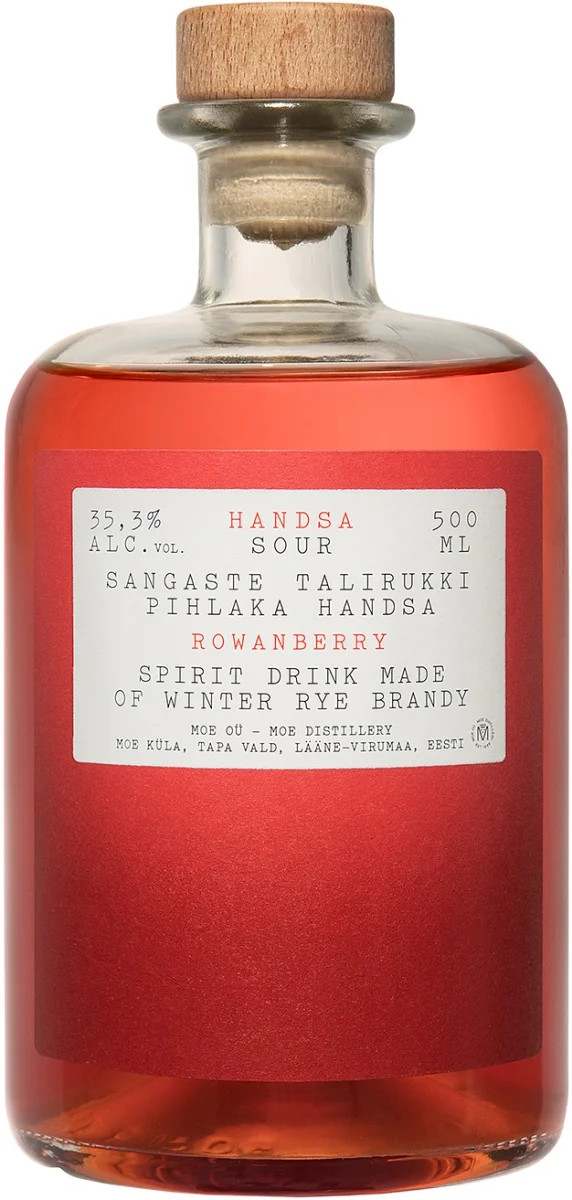 35,3% HANDSA 500
ALC.VOL. SOUR ML
SANGASTE TALIRUKKI
PIHLAKA HANDSA
ROWANBERRY
SPIRIT DRINK MADE
OF WINTER RYE BRANDY
MOE OÜ – MOE DISTILLERY
MOE KÜLA, TAPA VALD, LÄÄNE-VIRUMAA, EESTI